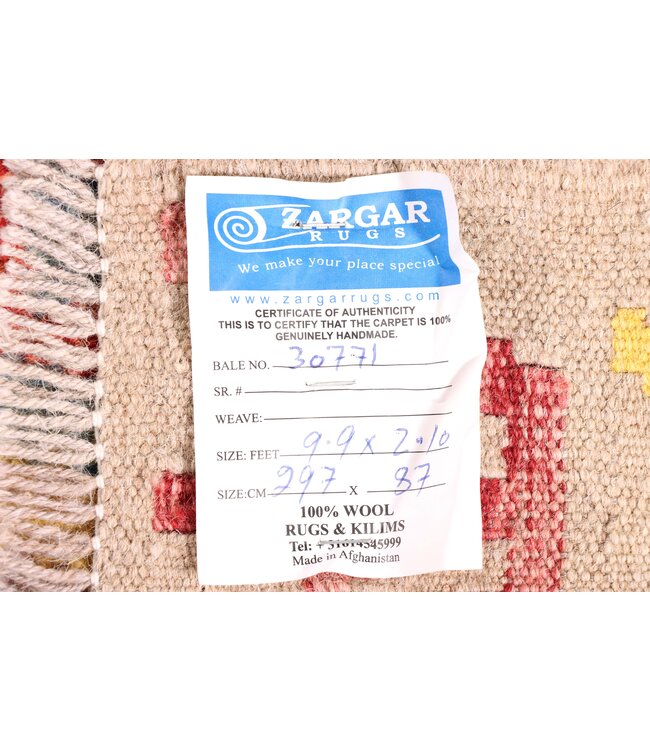 ZARGAR
RUGS
We make your place special
www.zargarrugs.com
CERTIFICATE OF AUTHENTICITY
THIS IS TO CERTIFY THAT THE CARPET IS 100%
GENUINELY HANDMADE.
BALE NO. 30771
SR. #
WEAVE:
SIZE: FEET 9.9 x 2.10
SIZE:CM 297 X 87
100% WOOL
RUGS & KILIMS
Tel: + 31614345999
Made in Afghanistan